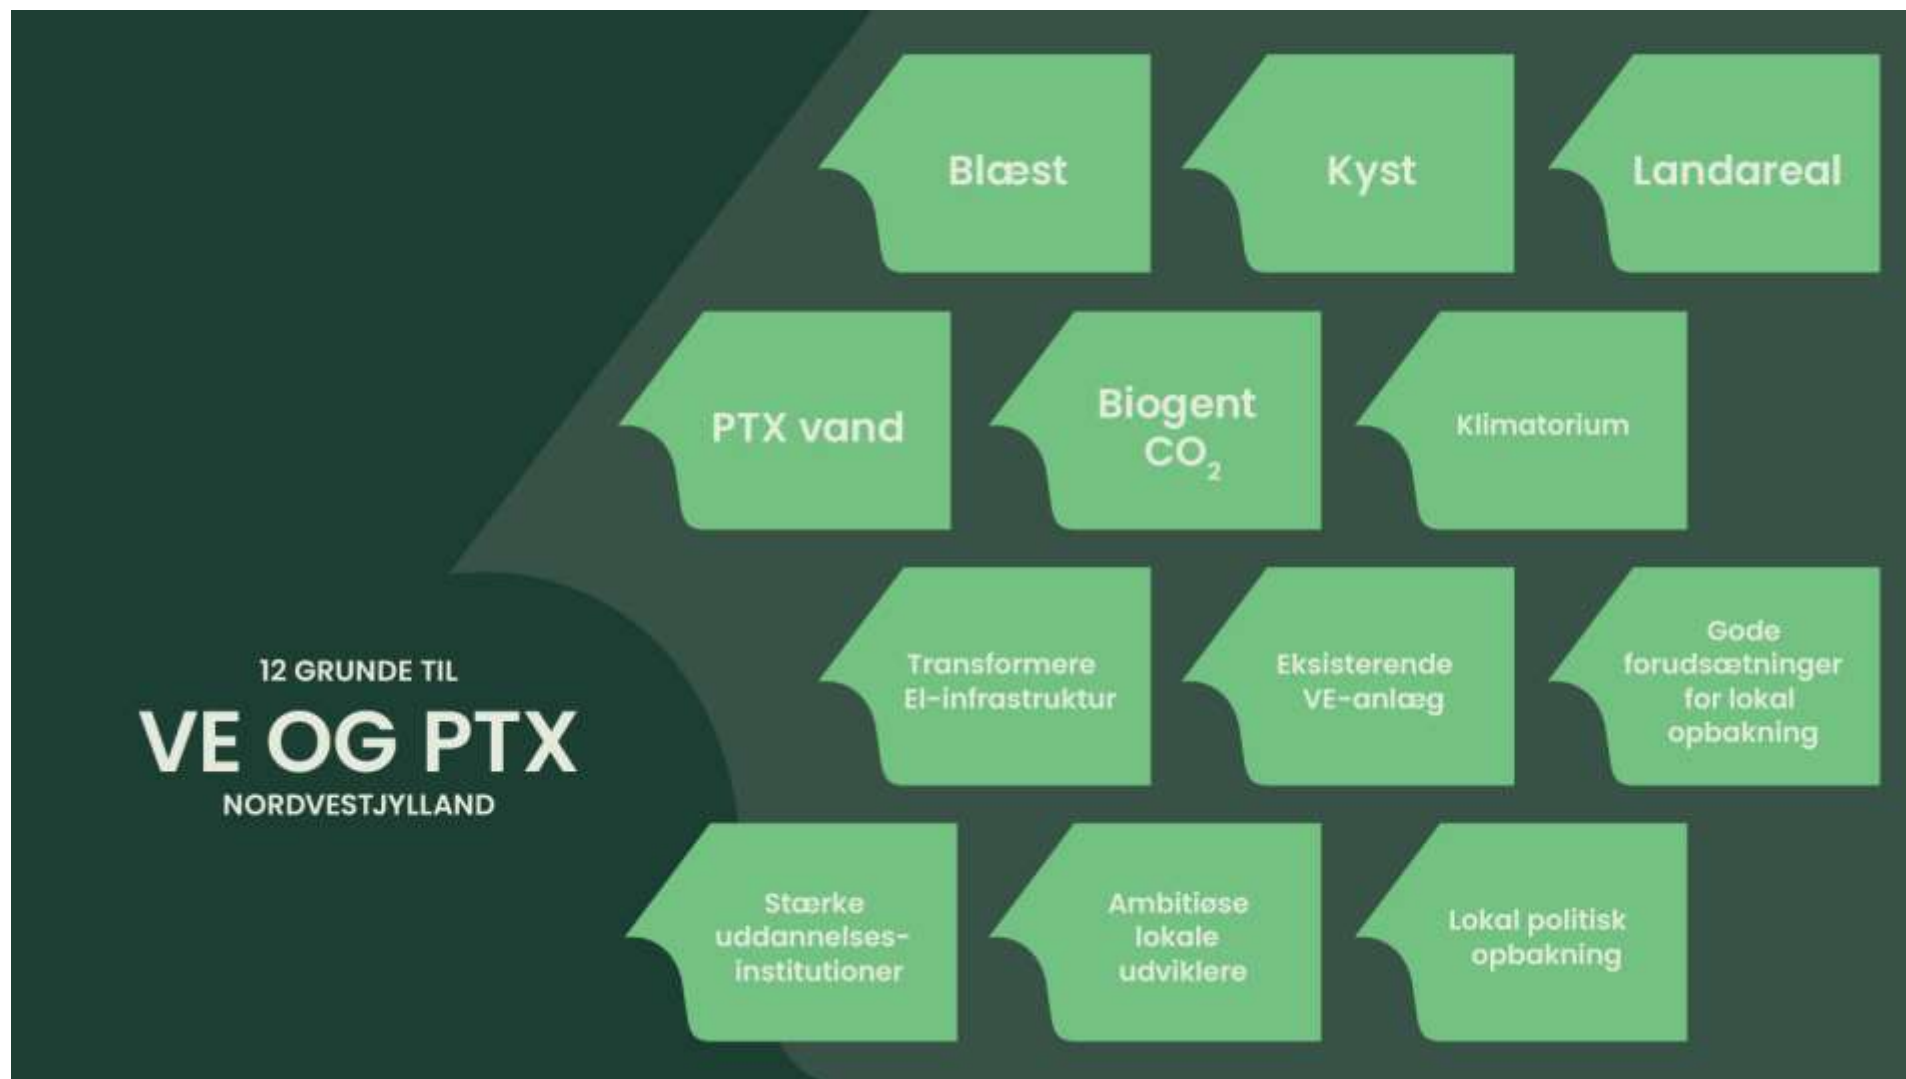 12 GRUNDE TIL
VE OG PTX
NORDVESTJYLLAND
Blæst
Kyst
Landareal
PTX vand
Biogent
CO₂
Klimatorium
Transformere
El-infrastruktur
Eksisterende
VE-anlæg
Gode
forudsætninger
for lokal
opbakning
Stærke
uddannelses-
institutioner
Ambitiøse
lokale
udviklere
Lokal politisk
opbakning